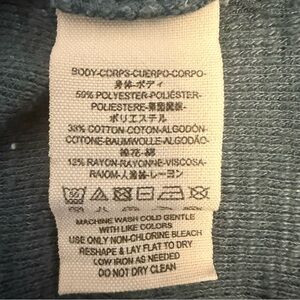 BODY-CORPS-CUERPO-CORPO-
身体-ボディ
50% POLYESTER-POLIÉSTER-
POLIESTERE-聚酯纖維-
ポリエステル
38% COTTON-COTON-ALGODÓN-
COTONE-BAUMWOLLE-ALGODÃO-
棉花-綿
12% RAYON-RAYONNE-VISCOSA-
RAION-人造絲-レーヨン
MACHINE WASH COLD GENTLE
WITH LIKE COLORS
USE ONLY NON-CHLORINE BLEACH
RESHAPE & LAY FLAT TO DRY
LOW IRON AS NEEDED
DO NOT DRY CLEAN